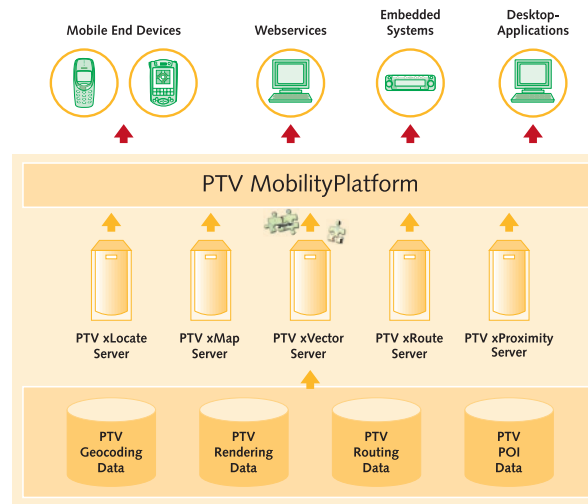 Mobile End Devices
Webservices
Embedded
Systems
Desktop-
Applications
PTV MobilityPlatform
PTV xLocate
Server
PTV xMap
Server
PTV xVector
Server
PTV xRoute
Server
PTV xProximity
Server
PTV
Geocoding
Data
PTV
Rendering
Data
PTV
Routing
Data
PTV
POI
Data